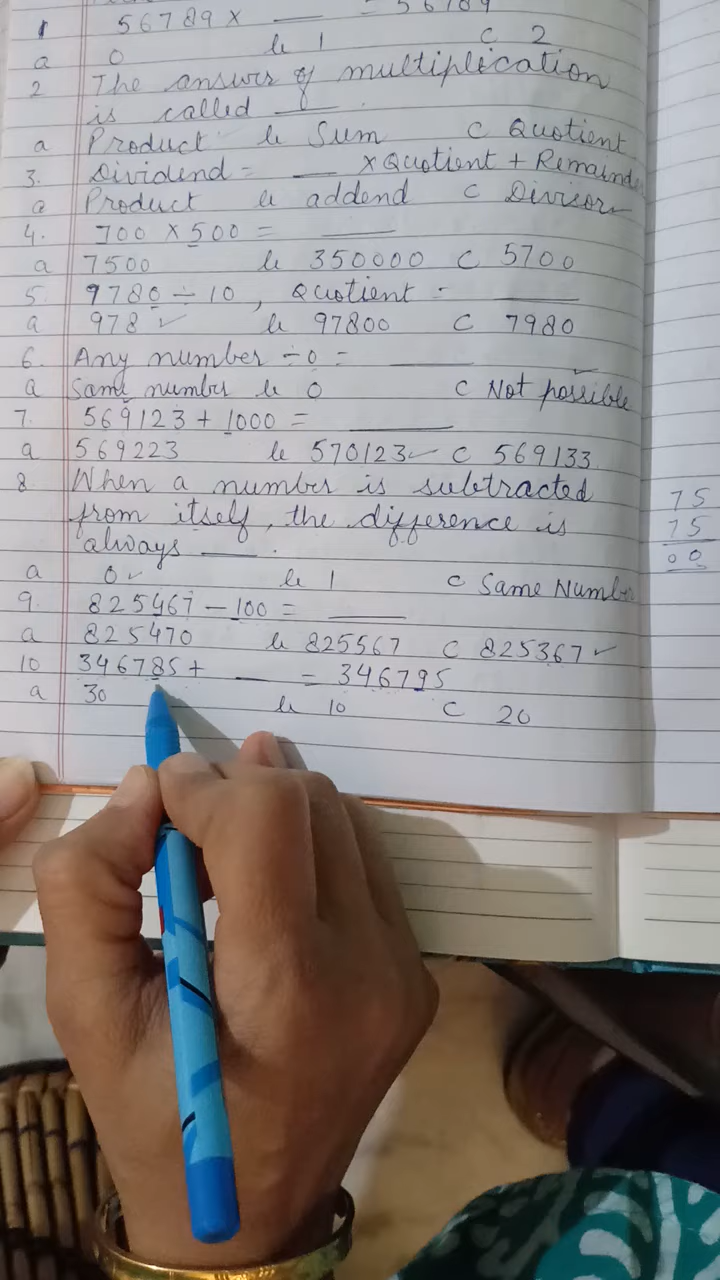 1 56789 × ___ = 56789
a 0 b 1 c 2
2 The answer of multiplication
is called ___.
a Product b Sum c Quotient
3. Dividend = ___ × Quotient + Remainde
a Product b addend c Divisor ✓
4. 700 × 500 = ___
a 7500 b 350000 c 5700
5. 9780 ÷ 10, Quotient = ___
a 978 ✓ b 97800 c 7980
6. Any number ÷ 0 = ___
a Same number b 0 c Not possible ✓
7. 569123 + 1000 = ___
a 569223 b 570123 ✓ c 569133
8. When a number is subtracted
from itself, the difference is
always ___.
a 0 ✓ b 1 c Same Number
9. 825467 – 100 = ___
a 825470 b 825567 c 825367 ✓
10 346785 + ___ = 346795
a 30 b 10 c 20
75
75
00